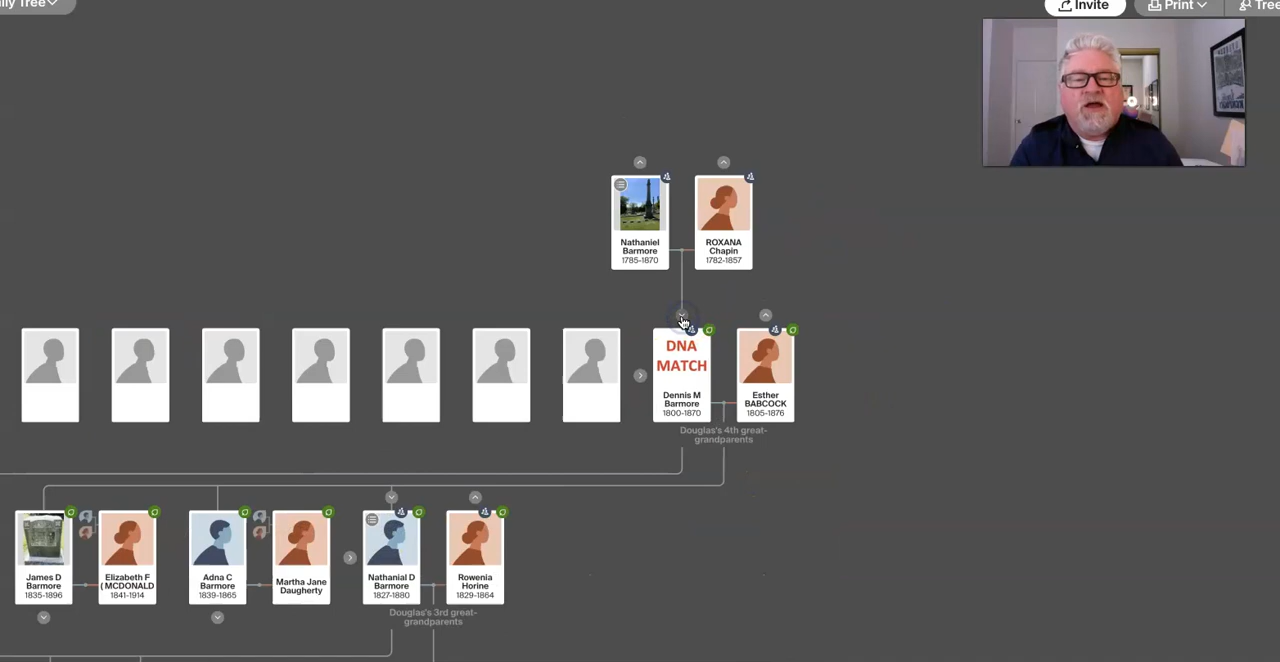 ily Tree
Invite
Print
Tree
Nathaniel
Barmore
1785-1870
ROXANA
Chapin
1782-1857
DNA
MATCH
Dennis M
Barmore
1800-1870
Esther
BABCOCK
1805-1876
Douglas's 4th great-
grandparents
James D
Barmore
1835-1896
Elizabeth F
( MCDONALD
1841-1914
Adna C
Barmore
1839-1865
Martha Jane
Daugherty
Nathanial D
Barmore
1827-1880
Rowenia
Horine
1829-1864
Douglas's 3rd great-
grandparents